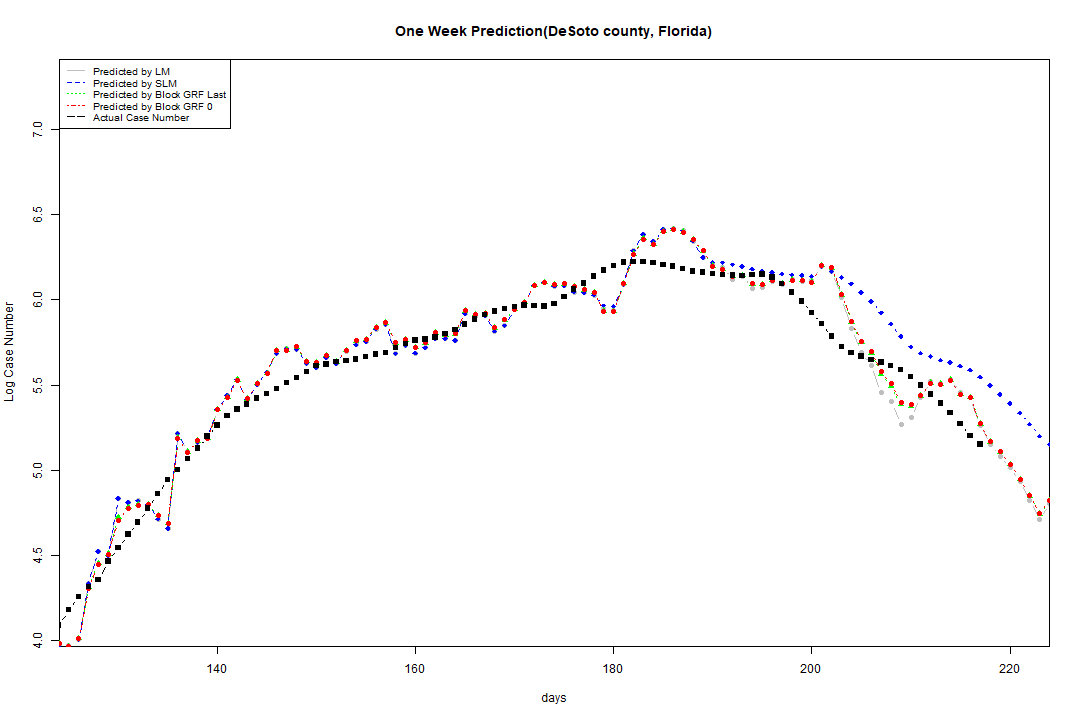 One Week Prediction(DeSoto county, Florida)
Predicted by LM
Predicted by SLM
Predicted by Block GRF Last
Predicted by Block GRF 0
Actual Case Number
7.0
6.5
6.0
5.5
5.0
4.5
4.0
Log Case Number
140 160 180 200 220
days